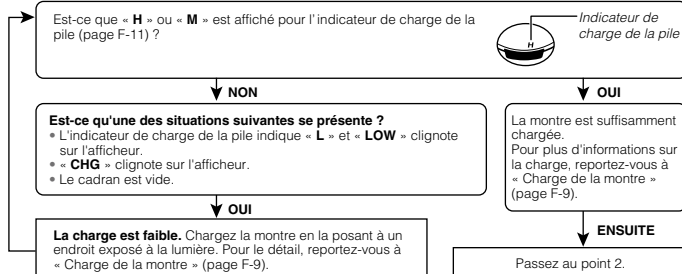 Est-ce que « H » ou « M » est affiché pour l'indicateur de charge de la
pile (page F-11) ?
H
Indicateur de
charge de la pile
NON
OUI
Est-ce qu'une des situations suivantes se présente ?
• L'indicateur de charge de la pile indique « L » et « LOW » clignote
sur l'afficheur.
• « CHG » clignote sur l'afficheur.
• Le cadran est vide.
La montre est suffisamment
chargée.
Pour plus d'informations sur
la charge, reportez-vous à
« Charge de la montre »
(page F-9).
OUI
ENSUITE
La charge est faible. Chargez la montre en la posant à un
endroit exposé à la lumière. Pour le détail, reportez-vous à
« Charge de la montre » (page F-9).
Passez au point 2.